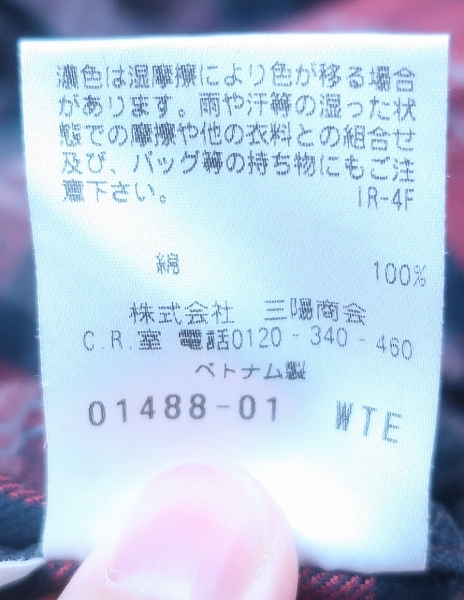 濃色は湿摩擦により色が移る場合
があります。雨や汗等の湿った状
態での摩擦や他の衣料との組合せ
及び、バッグ等の持ち物にもご注
意下さい。 IR-4F
綿 100%
株式会社 三陽商会
C.R.室 電話0120-340-460
ベトナム製
01488-01 WTE